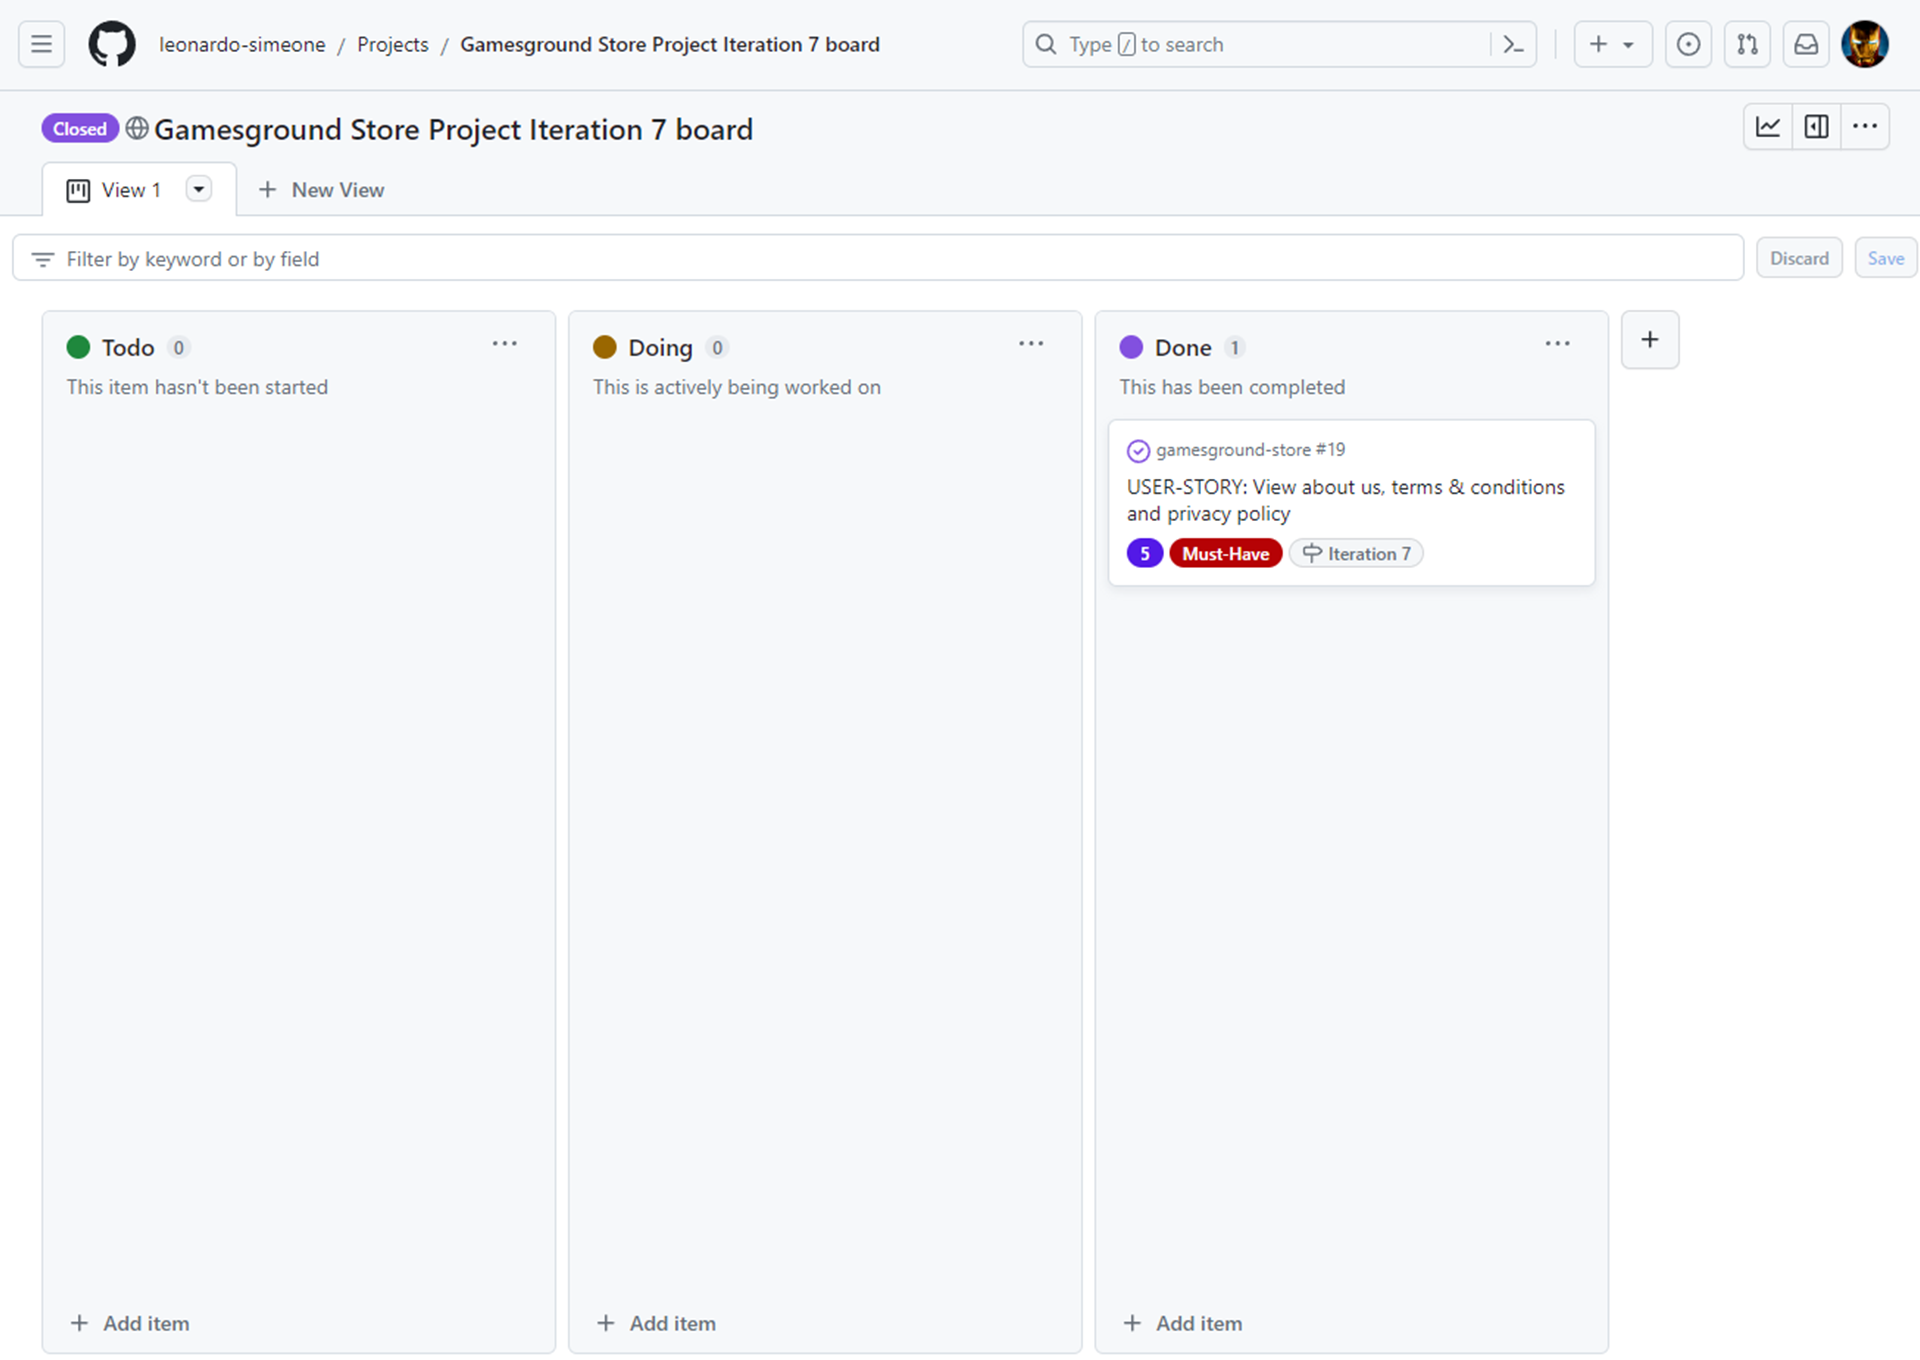 leonardo-simeone / Projects / Gamesground Store Project Iteration 7 board
Type / to search
Closed Gamesground Store Project Iteration 7 board
View 1
New View
Filter by keyword or by field
Discard
Save
Todo 0
This item hasn't been started
Doing 0
This is actively being worked on
Done 1
This has been completed
gamesground-store #19
USER-STORY: View about us, terms & conditions
and privacy policy
5 Must-Have Iteration 7
Add item
Add item
Add item